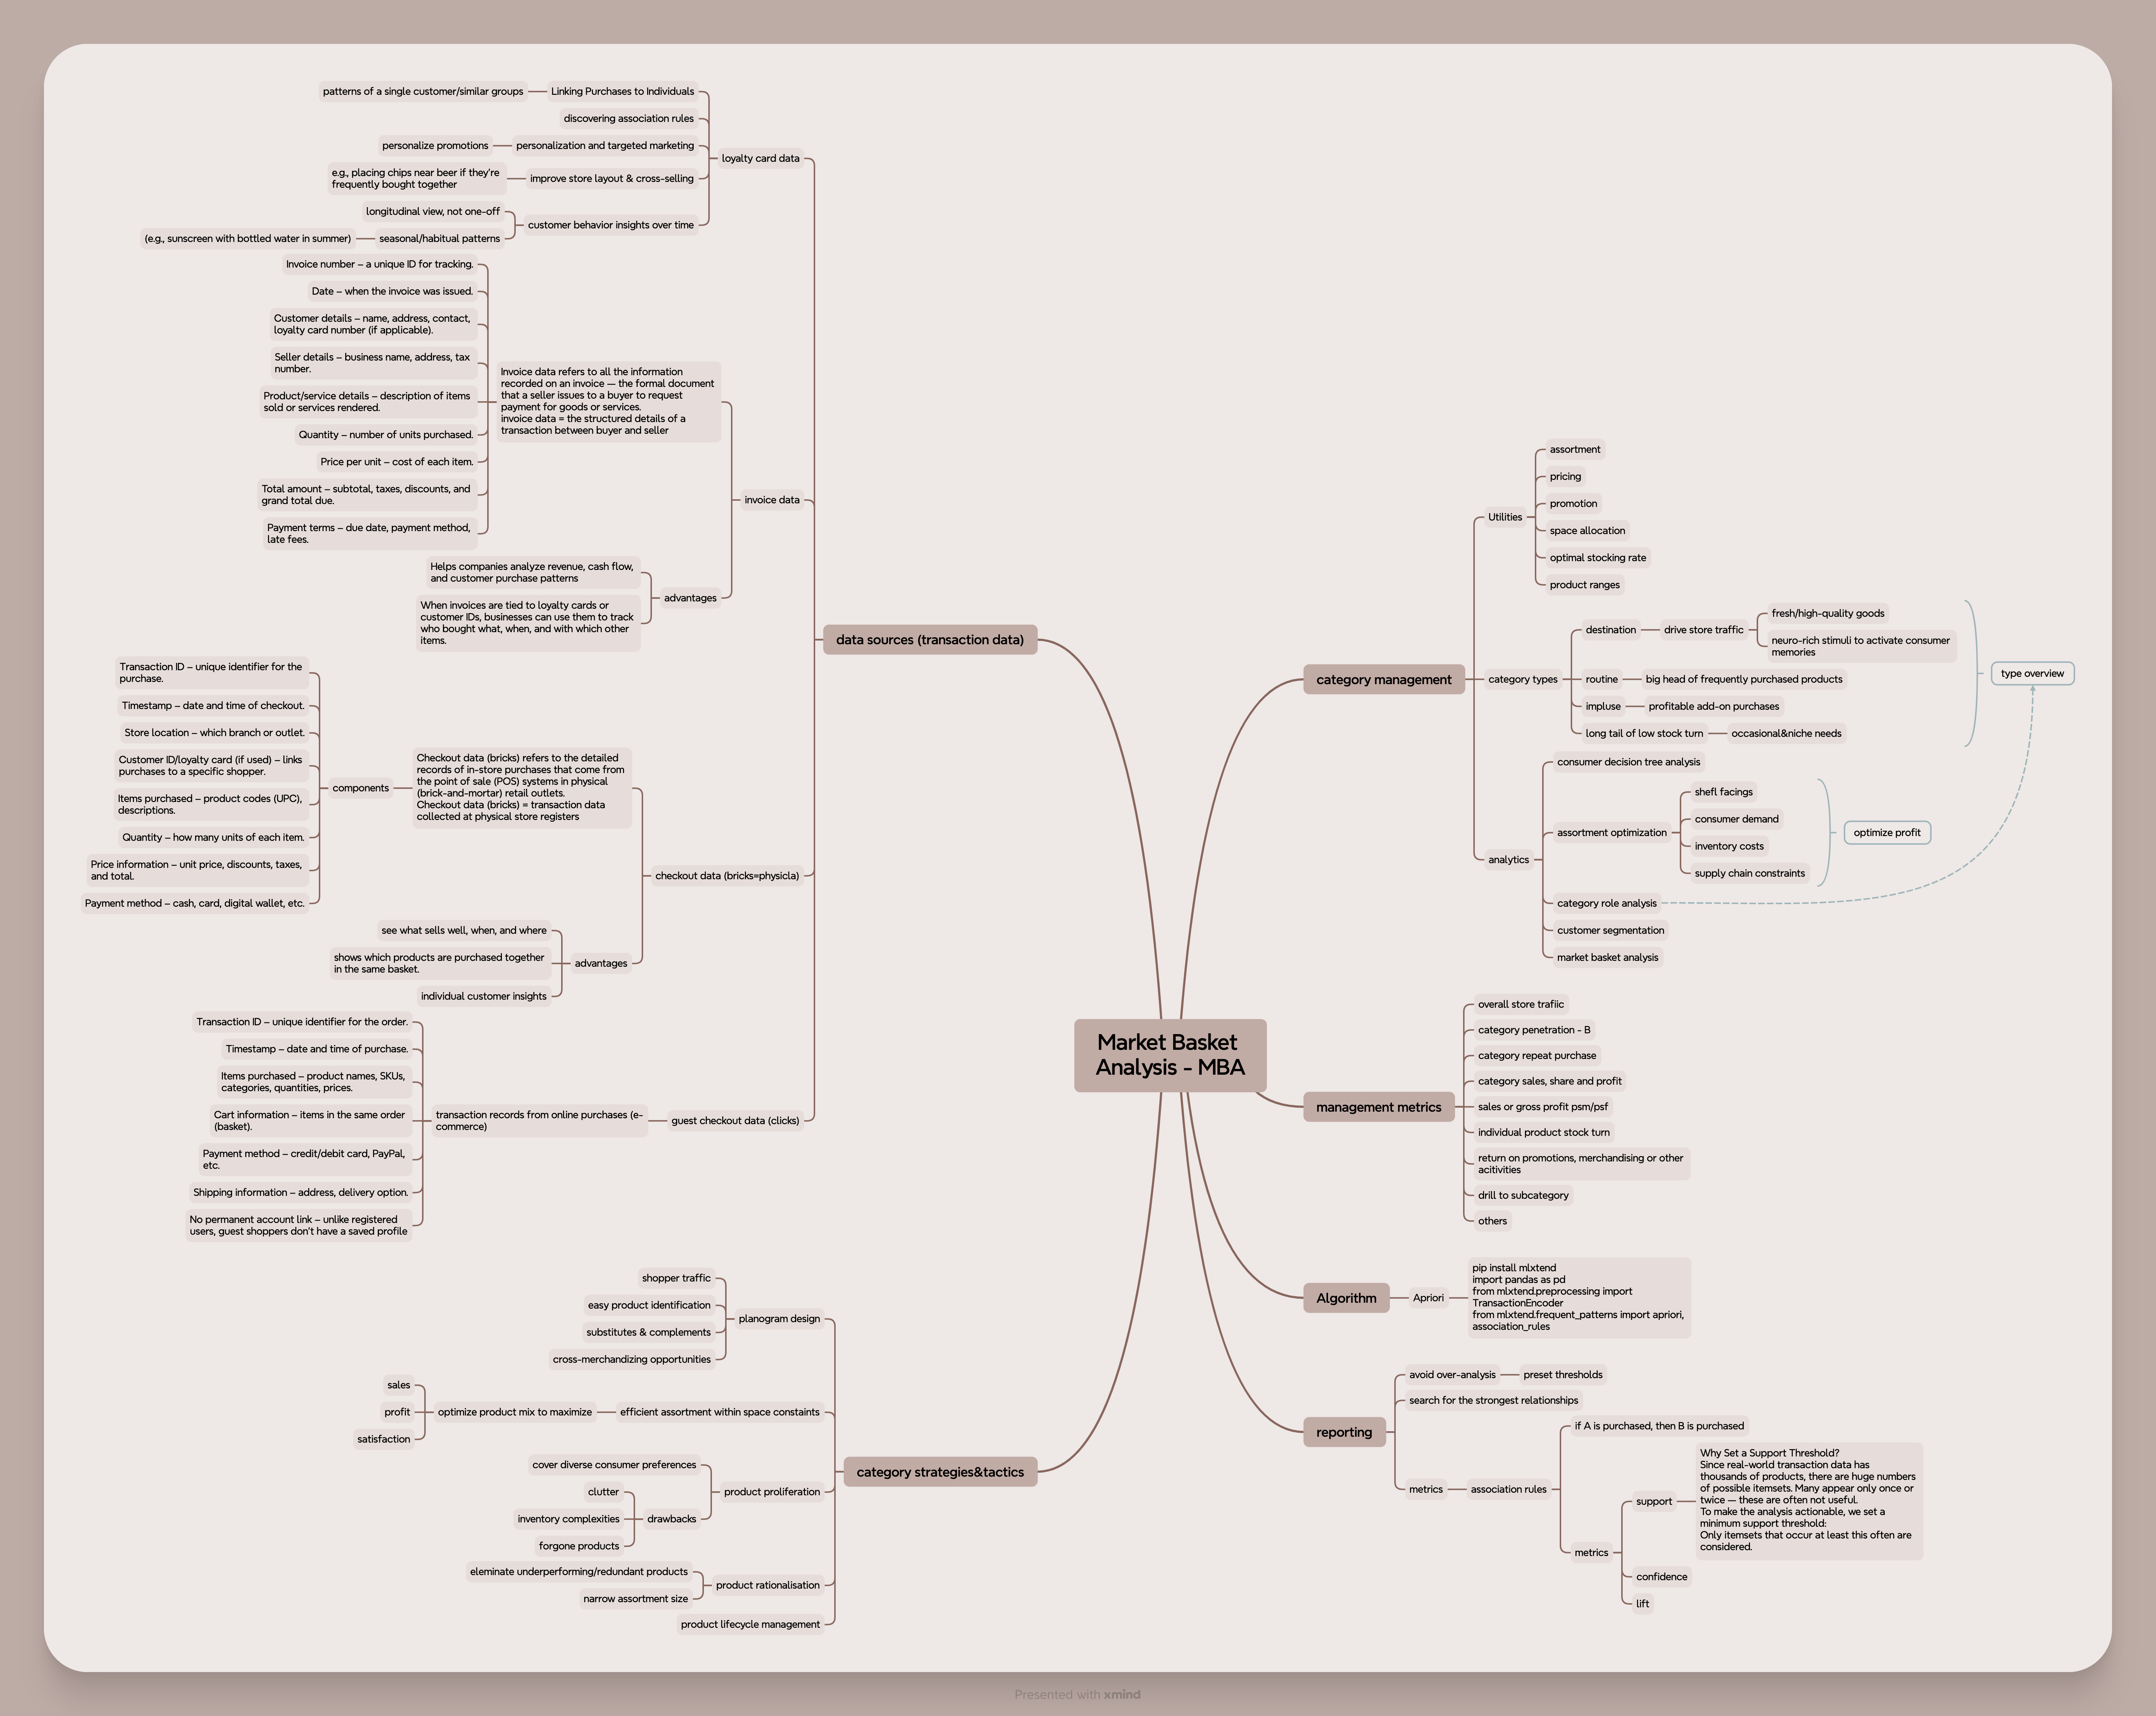 Market Basket
Analysis - MBA
data sources (transaction data)
loyalty card data
Linking Purchases to Individuals
patterns of a single customer/similar groups
discovering association rules
personalization and targeted marketing
personalize promotions
improve store layout & cross-selling
e.g., placing chips near beer if they're
frequently bought together
customer behavior insights over time
longitudinal view, not one-off
seasonal/habitual patterns
(e.g., sunscreen with bottled water in summer)
invoice data
Invoice data refers to all the information
recorded on an invoice — the formal document
that a seller issues to a buyer to request
payment for goods or services.
invoice data = the structured details of a
transaction between buyer and seller
Invoice number – a unique ID for tracking.
Date – when the invoice was issued.
Customer details – name, address, contact,
loyalty card number (if applicable).
Seller details – business name, address, tax
number.
Product/service details – description of items
sold or services rendered.
Quantity – number of units purchased.
Price per unit – cost of each item.
Total amount – subtotal, taxes, discounts, and
grand total due.
Payment terms – due date, payment method,
late fees.
advantages
Helps companies analyze revenue, cash flow,
and customer purchase patterns
When invoices are tied to loyalty cards or
customer IDs, businesses can use them to track
who bought what, when, and with which other
items.
checkout data (bricks=physicla)
Checkout data (bricks) refers to the detailed
records of in-store purchases that come from
the point of sale (POS) systems in physical
(brick-and-mortar) retail outlets.
Checkout data (bricks) = transaction data
collected at physical store registers
components
Transaction ID – unique identifier for the
purchase.
Timestamp – date and time of checkout.
Store location – which branch or outlet.
Customer ID/loyalty card (if used) – links
purchases to a specific shopper.
Items purchased – product codes (UPC),
descriptions.
Quantity – how many units of each item.
Price information – unit price, discounts, taxes,
and total.
Payment method – cash, card, digital wallet, etc.
advantages
see what sells well, when, and where
shows which products are purchased together
in the same basket.
individual customer insights
guest checkout data (clicks)
transaction records from online purchases (e-
commerce)
Transaction ID – unique identifier for the order.
Timestamp – date and time of purchase.
Items purchased – product names, SKUs,
categories, quantities, prices.
Cart information – items in the same order
(basket).
Payment method – credit/debit card, PayPal,
etc.
Shipping information – address, delivery option.
No permanent account link – unlike registered
users, guest shoppers don't have a saved profile
category strategies&tactics
planogram design
shopper traffic
easy product identification
substitutes & complements
cross-merchandizing opportunities
efficient assortment within space constaints
optimize product mix to maximize
sales
profit
satisfaction
product proliferation
cover diverse consumer preferences
drawbacks
clutter
inventory complexities
forgone products
product rationalisation
eleminate underperforming/redundant products
narrow assortment size
product lifecycle management
category management
Utilities
assortment
pricing
promotion
space allocation
optimal stocking rate
product ranges
category types
destination
drive store traffic
fresh/high-quality goods
neuro-rich stimuli to activate consumer
memories
routine
big head of frequently purchased products
impluse
profitable add-on purchases
long tail of low stock turn
occasional&niche needs
type overview
analytics
consumer decision tree analysis
assortment optimization
shefl facings
consumer demand
inventory costs
supply chain constraints
optimize profit
category role analysis
customer segmentation
market basket analysis
management metrics
overall store trafiic
category penetration - B
category repeat purchase
category sales, share and profit
sales or gross profit psm/psf
individual product stock turn
return on promotions, merchandising or other
acitivities
drill to subcategory
others
Algorithm
Apriori
pip install mlxtend
import pandas as pd
from mlxtend.preprocessing import
TransactionEncoder
from mlxtend.frequent_patterns import apriori,
association_rules
reporting
avoid over-analysis
preset thresholds
search for the strongest relationships
metrics
association rules
if A is purchased, then B is purchased
metrics
support
Why Set a Support Threshold?
Since real-world transaction data has
thousands of products, there are huge numbers
of possible itemsets. Many appear only once or
twice — these are often not useful.
To make the analysis actionable, we set a
minimum support threshold:
Only itemsets that occur at least this often are
considered.
confidence
lift
Presented with xmind